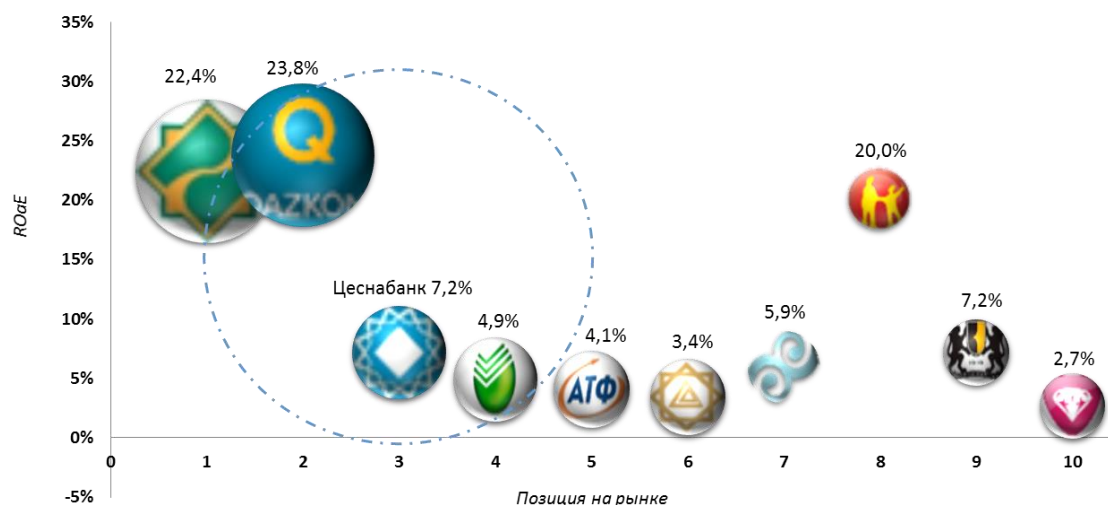 35%
30%
25%
20%
15%
10%
5%
0%
-5%
ROaE
22,4%
23,8%
Q
QAZKOM
Цеснабанк 7,2%
4,9%
АТФ
4,1%
3,4%
5,9%
20,0%
7,2%
2,7%
0 1 2 3 4 5 6 7 8 9 10
Позиция на рынке